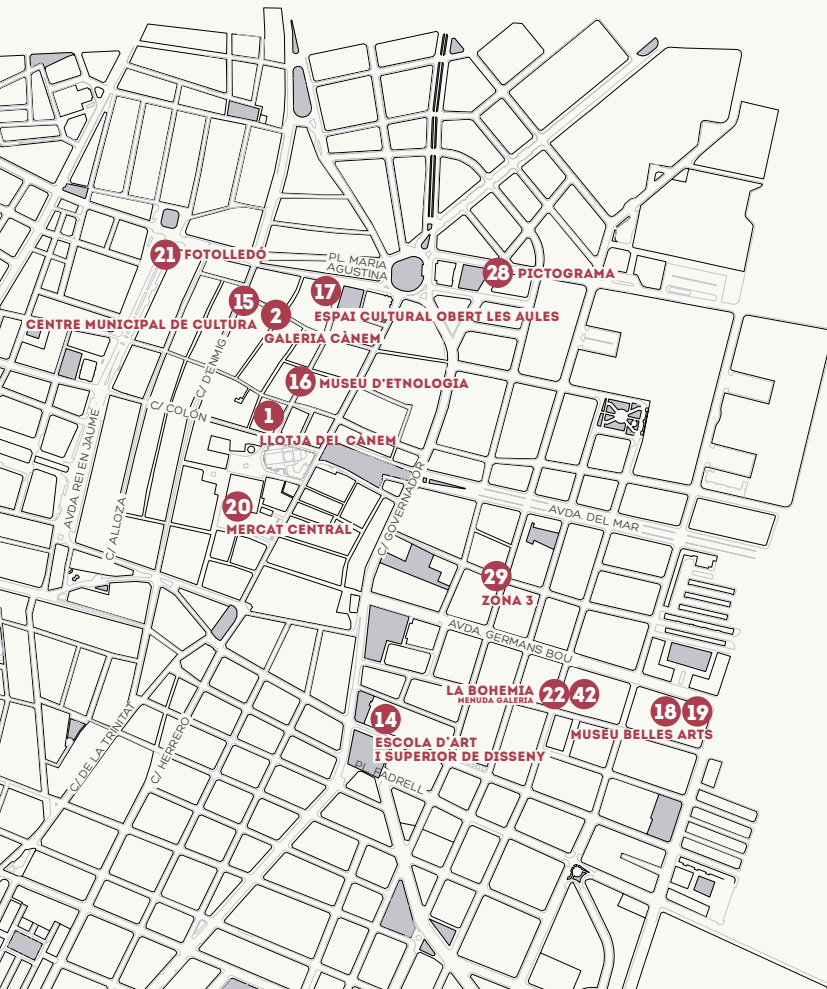 21 FOTOLLEDÓ
PL. MARIA
AGUSTINA
28 PICTOGRAMA
17
ESPAI CULTURAL OBERT LES AULES
15
CENTRE MUNICIPAL DE CULTURA
2
GALERIA CÀNEM
C/ D'ENMIG
16 MUSEU D'ETNOLOGIA
C/ COLÓN
1
LLOTJA DEL CÀNEM
AVDA REI EN JAUME
C/ ALLOZA
20
MERCAT CENTRAL
C/ GOVERNADOR
AVDA. DEL MAR
29
ZONA 3
AVDA. GERMANS BOU
LA BOHEMIA
MENUDA GALERIA
22 42
18 19
MUSEU BELLES ARTS
14
ESCOLA D'ART
I SUPERIOR DE DISSENY
PL. FADRELL
C/ DE LA TRINITAT
C/ HERRERO